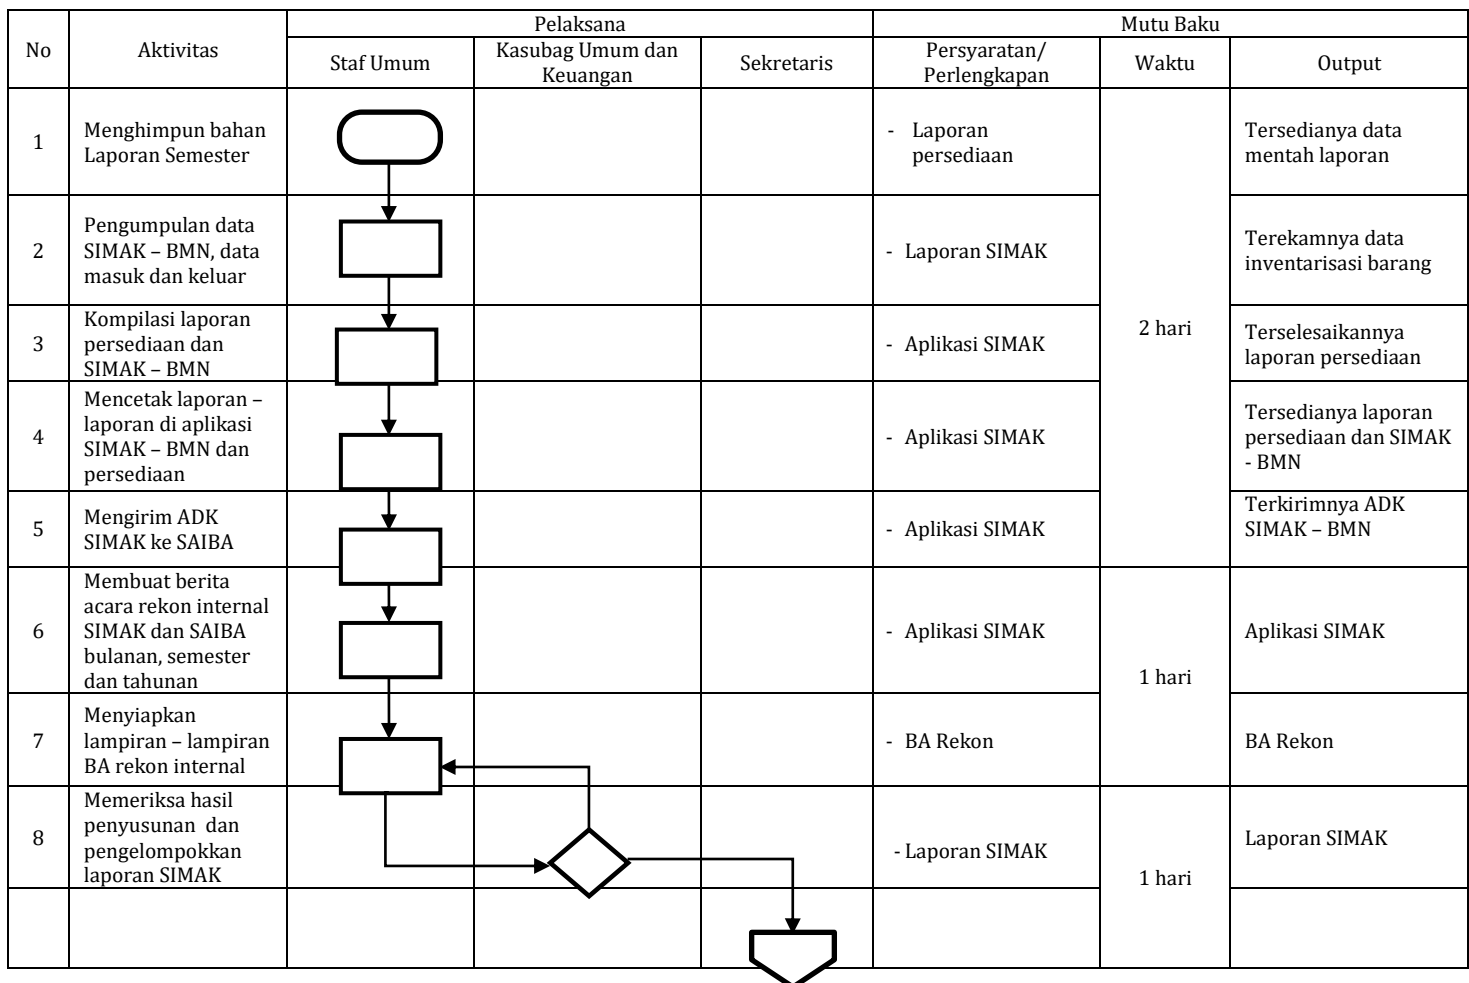 Pelaksana
Mutu Baku
No
Aktivitas
Staf Umum
Kasubag Umum dan
Keuangan
Sekretaris
Persyaratan/
Perlengkapan
Waktu
Output
1
Menghimpun bahan
Laporan Semester
- Laporan
persediaan
Tersedianya data
mentah laporan
2
Pengumpulan data
SIMAK – BMN, data
masuk dan keluar
- Laporan SIMAK
Terekamnya data
inventarisasi barang
3
Kompilasi laporan
persediaan dan
SIMAK – BMN
- Aplikasi SIMAK
2 hari
Terselesaikannya
laporan persediaan
4
Mencetak laporan –
laporan di aplikasi
SIMAK – BMN dan
persediaan
- Aplikasi SIMAK
Tersedianya laporan
persediaan dan SIMAK
- BMN
5
Mengirim ADK
SIMAK ke SAIBA
- Aplikasi SIMAK
Terkirimnya ADK
SIMAK – BMN
6
Membuat berita
acara rekon internal
SIMAK dan SAIBA
bulanan, semester
dan tahunan
- Aplikasi SIMAK
1 hari
Aplikasi SIMAK
7
Menyiapkan
lampiran – lampiran
BA rekon internal
- BA Rekon
BA Rekon
8
Memeriksa hasil
penyusunan dan
pengelompokkan
laporan SIMAK
- Laporan SIMAK
1 hari
Laporan SIMAK